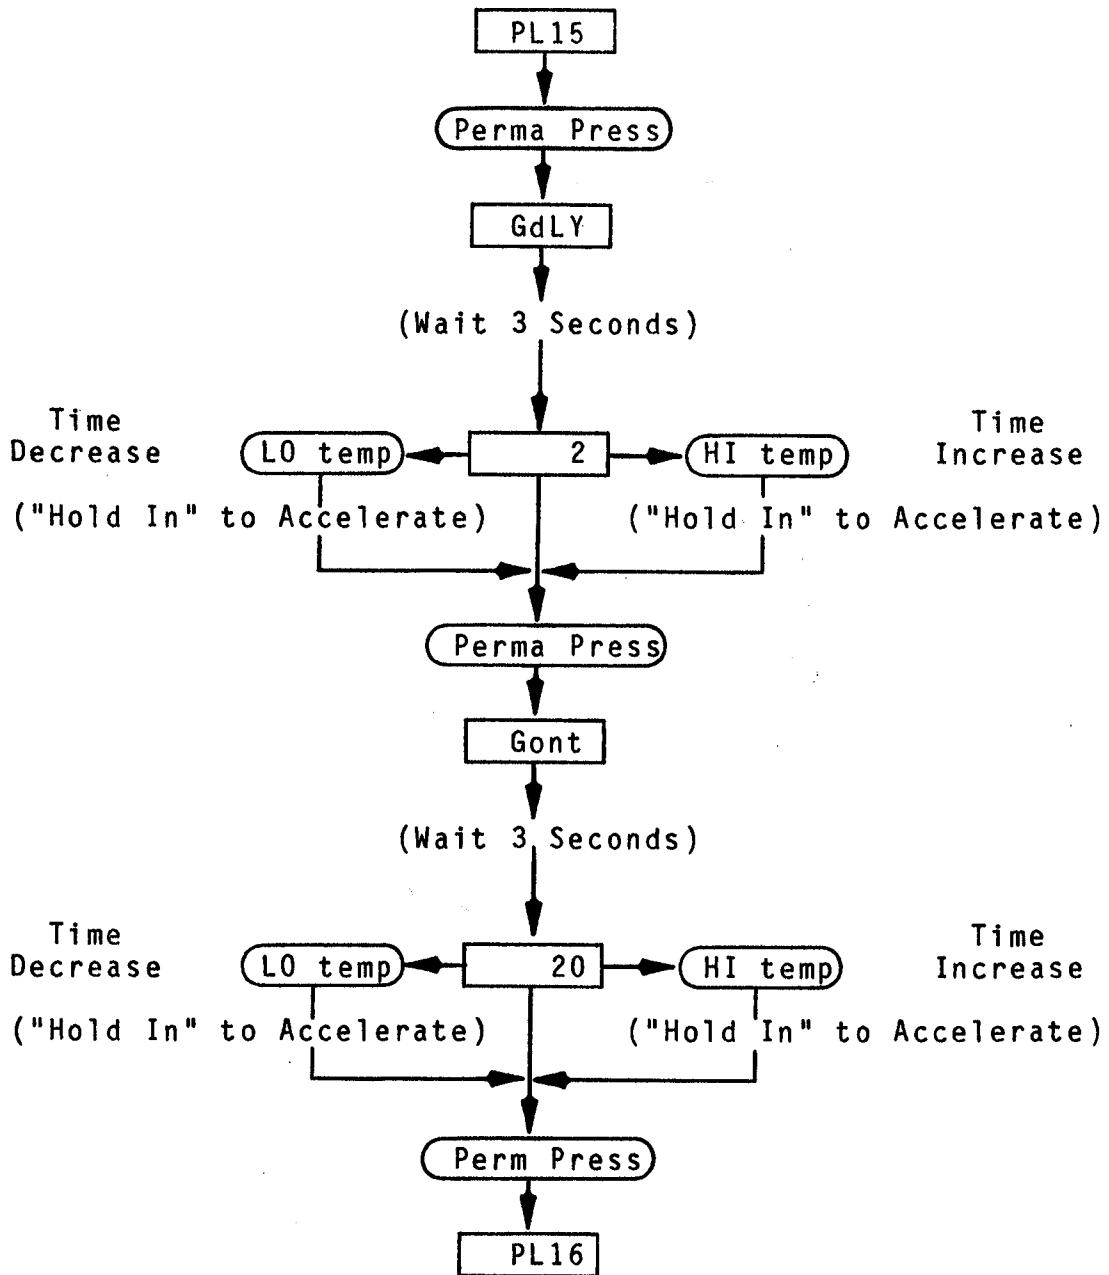 PL15
Perma Press
GdLY
(Wait 3 Seconds)
Time
Decrease
LO temp
2
HI temp
Time
Increase
("Hold In" to Accelerate)
("Hold In" to Accelerate)
Perma Press
Gont
(Wait 3 Seconds)
Time
Decrease
LO temp
20
HI temp
Time
Increase
("Hold In" to Accelerate)
("Hold In" to Accelerate)
Perm Press
PL16